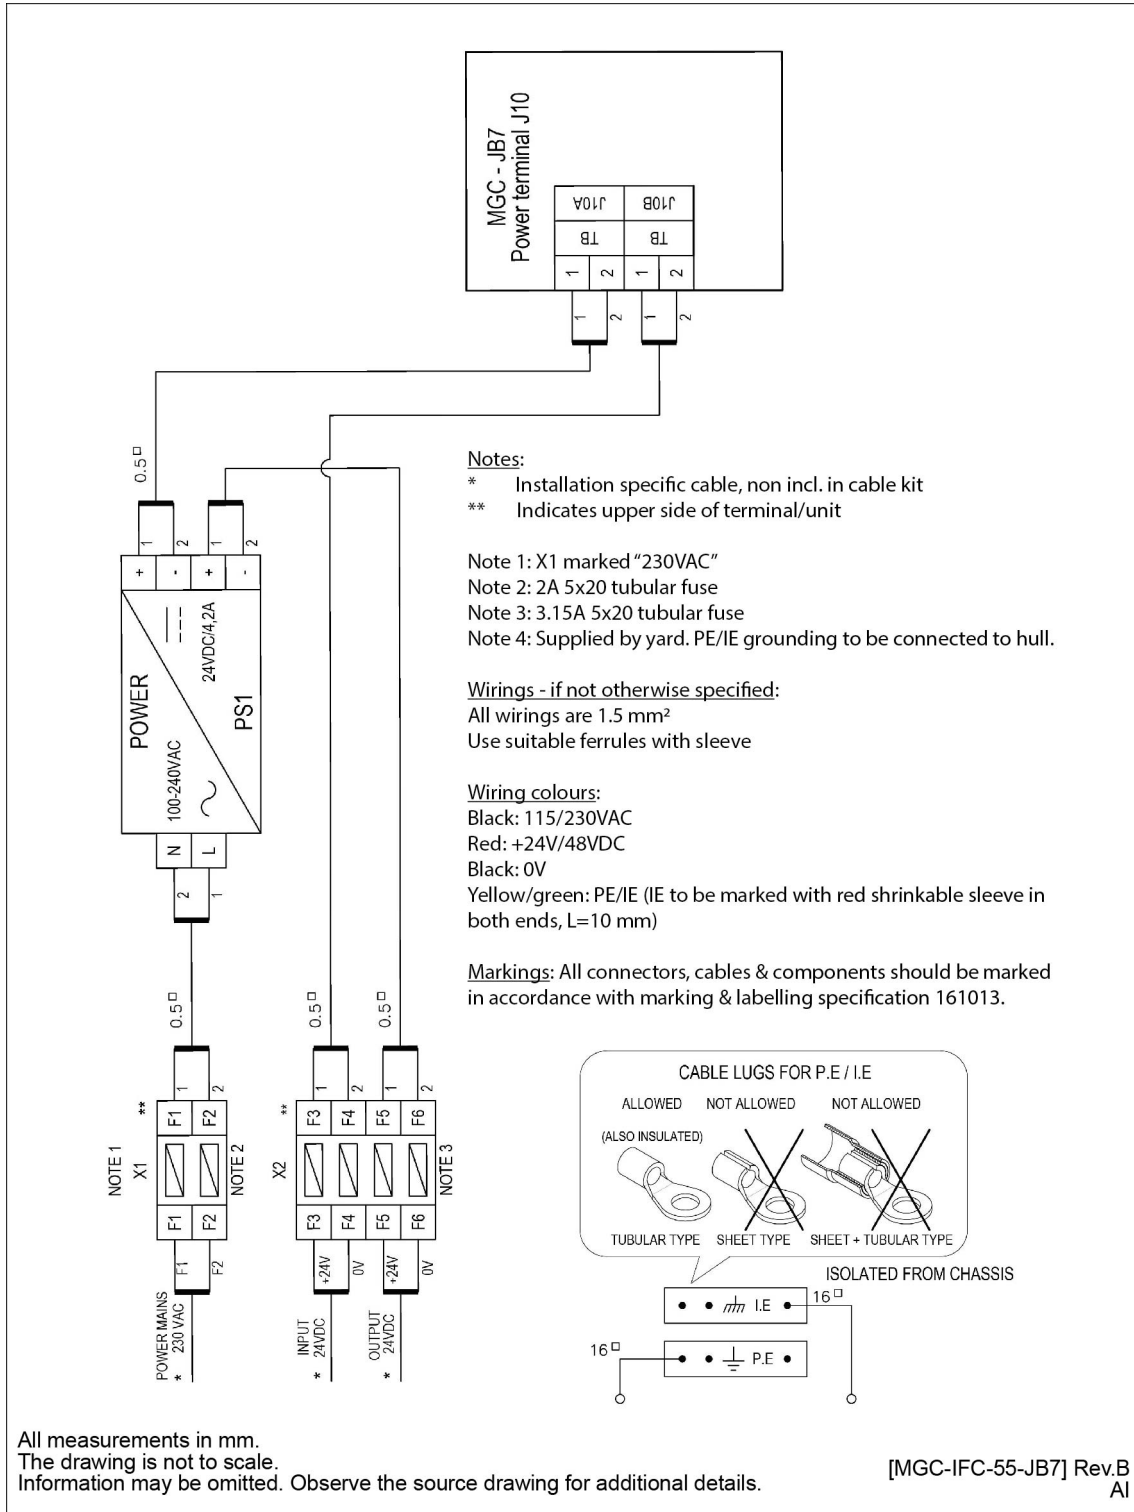 MGC - JB7
Power terminal J10
J10A J10B
TB TB
1 2 1 2
1 2 1 2
0.5 □
1 2 1 2
+ - + -
POWER
24VDC/4,2A
100-240VAC
PS1
N L
2 1
Notes:
* Installation specific cable, non incl. in cable kit
** Indicates upper side of terminal/unit
Note 1: X1 marked “230VAC”
Note 2: 2A 5x20 tubular fuse
Note 3: 3.15A 5x20 tubular fuse
Note 4: Supplied by yard. PE/IE grounding to be connected to hull.
Wirings - if not otherwise specified:
All wirings are 1.5 mm²
Use suitable ferrules with sleeve
Wiring colours:
Black: 115/230VAC
Red: +24V/48VDC
Black: 0V
Yellow/green: PE/IE (IE to be marked with red shrinkable sleeve in
both ends, L=10 mm)
Markings: All connectors, cables & components should be marked
in accordance with marking & labelling specification 161013.
0.5 □ 0.5 □ 0.5 □
1 2 1 2 1 2
** **
F1 F2 F3 F4 F5 F6
NOTE 1
X1
NOTE 2
X2
NOTE 3
F1 F2 F3 F4 F5 F6
F1 F2 +24V 0V +24V 0V
POWER MAINS
* 230 VAC
INPUT
* 24VDC
OUTPUT
* 24VDC
CABLE LUGS FOR P.E / I.E
ALLOWED NOT ALLOWED NOT ALLOWED
(ALSO INSULATED)
TUBULAR TYPE SHEET TYPE SHEET + TUBULAR TYPE
ISOLATED FROM CHASSIS
I.E 16 □
16 □ P.E
All measurements in mm.
The drawing is not to scale.
Information may be omitted. Observe the source drawing for additional details.
[MGC-IFC-55-JB7] Rev.B
AI